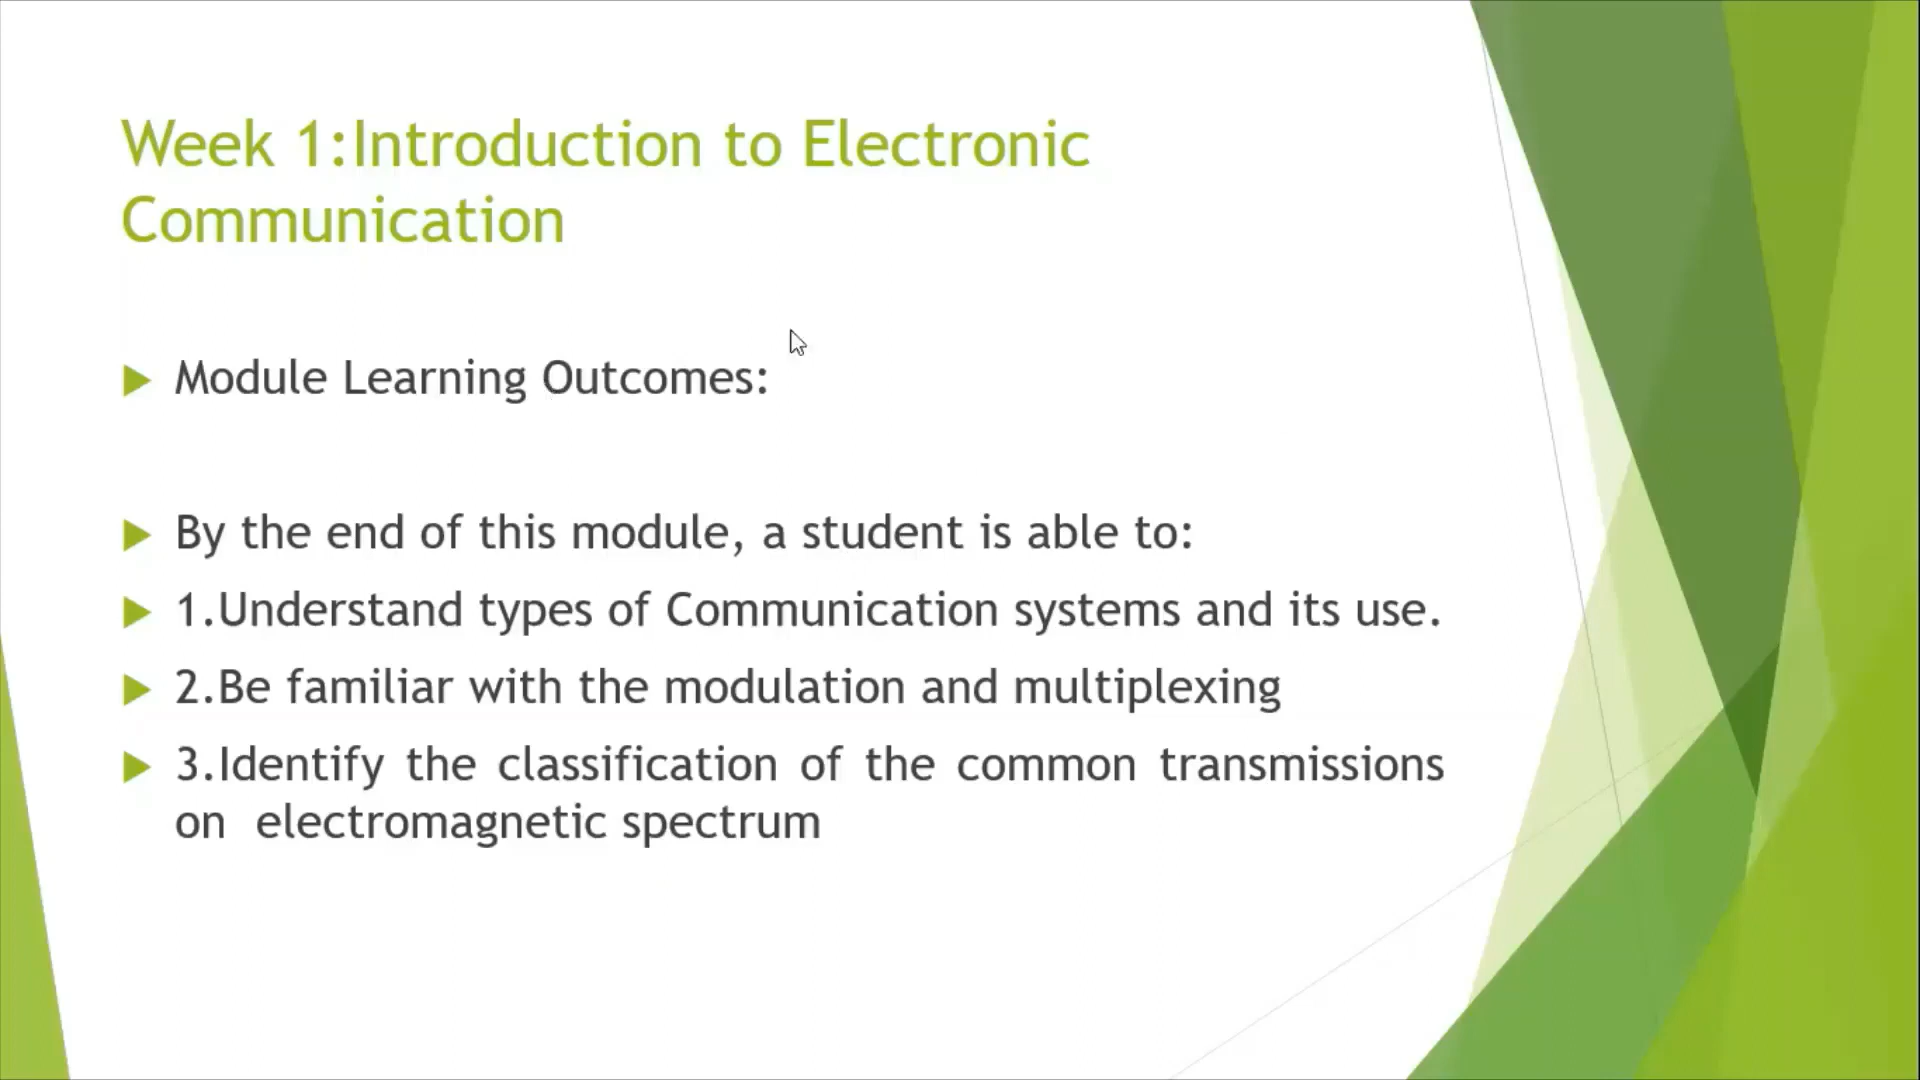 Week 1:Introduction to Electronic
Communication
Module Learning Outcomes:
By the end of this module, a student is able to:
1.Understand types of Communication systems and its use.
2.Be familiar with the modulation and multiplexing
3.Identify the classification of the common transmissions
on  electromagnetic spectrum